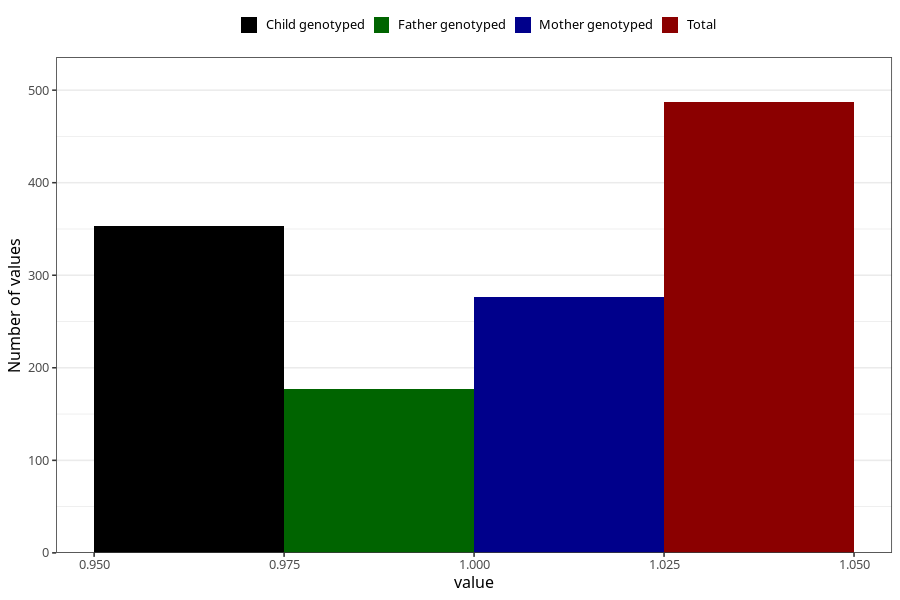 Child genotyped Father genotyped Mother genotyped Total
500
400
300
200
100
0
Number of values
0.950 0.975 1.000 1.025 1.050
value